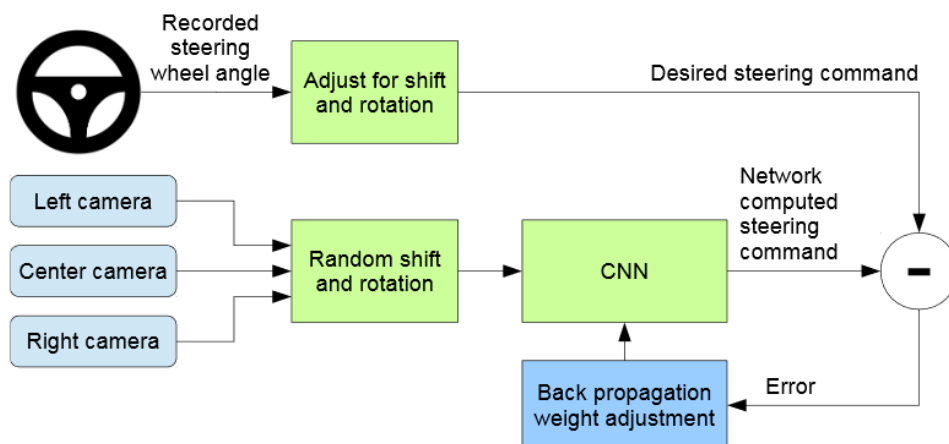 Recorded
steering
wheel angle
Adjust for shift
and rotation
Desired steering command
Left camera
Center camera
Right camera
Random shift
and rotation
CNN
Network
computed
steering
command
-
Back propagation
weight adjustment
Error